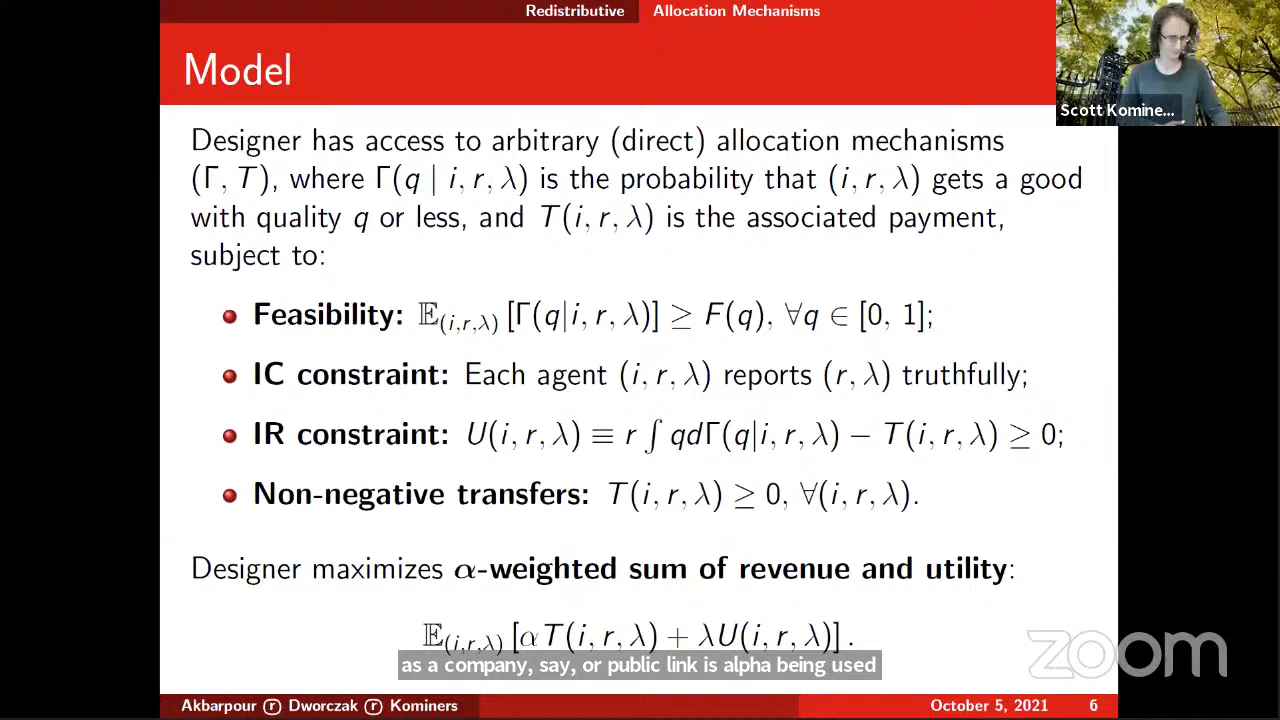 Redistributive Allocation Mechanisms
Model
Scott Komine...
Designer has access to arbitrary (direct) allocation mechanisms
(Γ, T), where Γ(q | i, r, λ) is the probability that (i, r, λ) gets a good
with quality q or less, and T(i, r, λ) is the associated payment,
subject to:
Feasibility: 𝔼(i,r,λ) [Γ(q|i, r, λ)] ≥ F(q), ∀q ∈ [0, 1];
IC constraint: Each agent (i, r, λ) reports (r, λ) truthfully;
IR constraint: U(i, r, λ) ≡ r ∫ qdΓ(q|i, r, λ) − T(i, r, λ) ≥ 0;
Non-negative transfers: T(i, r, λ) ≥ 0, ∀(i, r, λ).
Designer maximizes α-weighted sum of revenue and utility:
𝔼(i,r,λ) [αT(i, r, λ) + λU(i, r, λ)].
as a company, say, or public link is alpha being used
zoom
Akbarpour ⓡ Dworczak ⓡ Kominers October 5, 2021 6